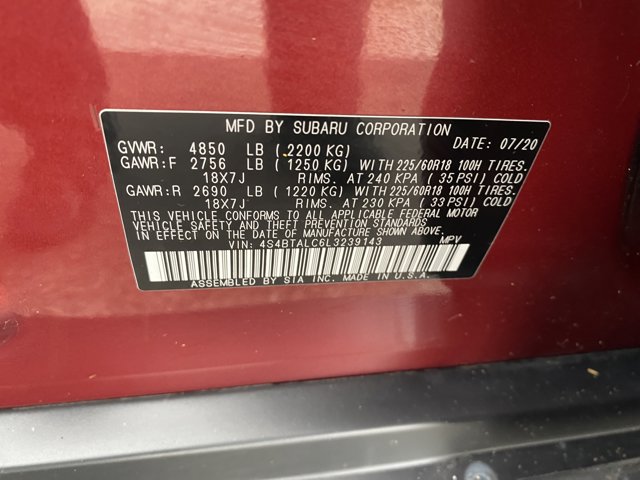 MFD BY SUBARU CORPORATION
GVWR: 4850 LB (2200 KG) DATE: 07/20
GAWR:F 2756 LB (1250 KG) WITH 225/60R18 100H TIRES.
18X7J RIMS. AT 240 KPA (35 PSI) COLD
GAWR:R 2690 LB (1220 KG) WITH 225/60R18 100H TIRES.
18X7J RIMS. AT 230 KPA (33 PSI) COLD
THIS VEHICLE CONFORMS TO ALL APPLICABLE FEDERAL MOTOR
VEHICLE SAFETY AND THEFT PREVENTION STANDARDS
IN EFFECT ON THE DATE OF MANUFACTURE SHOWN ABOVE.
VIN: 4S4BTALC6L3239143 MPV
ASSEMBLED BY SIA INC. MADE IN U.S.A.